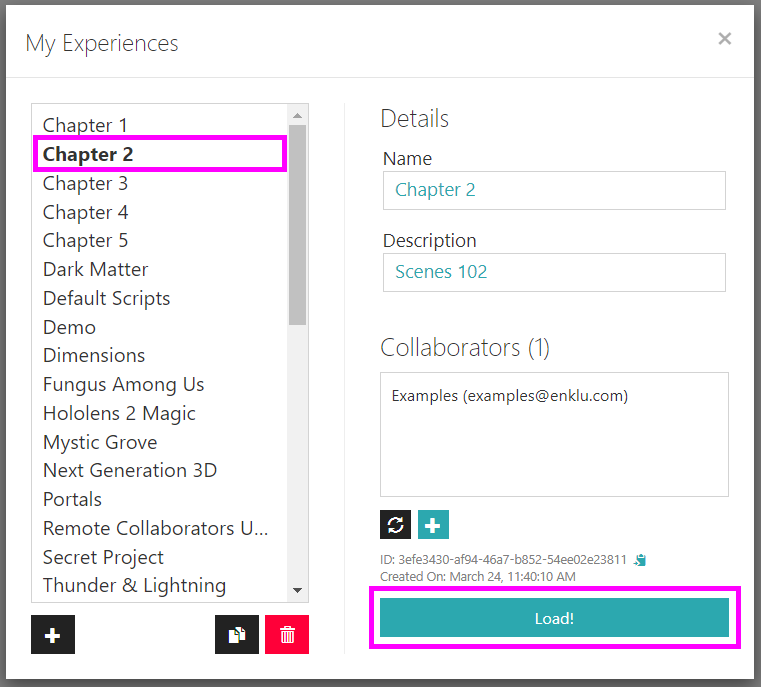 My Experiences
Chapter 1
Chapter 2
Chapter 3
Chapter 4
Chapter 5
Dark Matter
Default Scripts
Demo
Dimensions
Fungus Among Us
Hololens 2 Magic
Mystic Grove
Next Generation 3D
Portals
Remote Collaborators U...
Secret Project
Thunder & Lightning
Details
Name
Chapter 2
Description
Scenes 102
Collaborators (1)
Examples (examples@enklu.com)
ID: 3efe3430-af94-46a7-b852-54ee02e23811
Created On: March 24, 11:40:10 AM
Load!